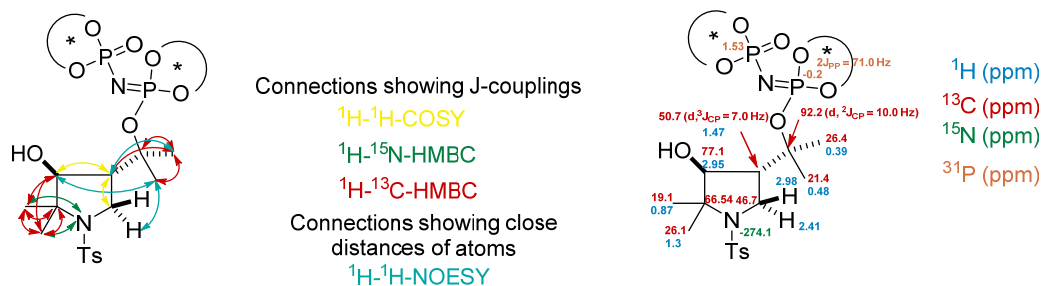 O
O
P
O
O
*
*
N=P
O
O
HO
H
H
N
Ts
Connections showing J-couplings
¹H-¹H-COSY
¹H-¹⁵N-HMBC
¹H-¹³C-HMBC
Connections showing close
distances of atoms
¹H-¹H-NOESY
O
*
1.53
P
O
O
O
*
2JPP = 71.0 Hz
-0.2
N=P
O
50.7 (d,³JCP = 7.0 Hz)
92.2 (d, ²JCP = 10.0 Hz)
1.47
O
26.4
0.39
HO
77.1
2.95
21.4
0.48
2.98
H
19.1
0.87
66.54
46.7
H
2.41
26.1
1.3
N
-274.1
Ts
¹H (ppm)
¹³C (ppm)
¹⁵N (ppm)
³¹P (ppm)